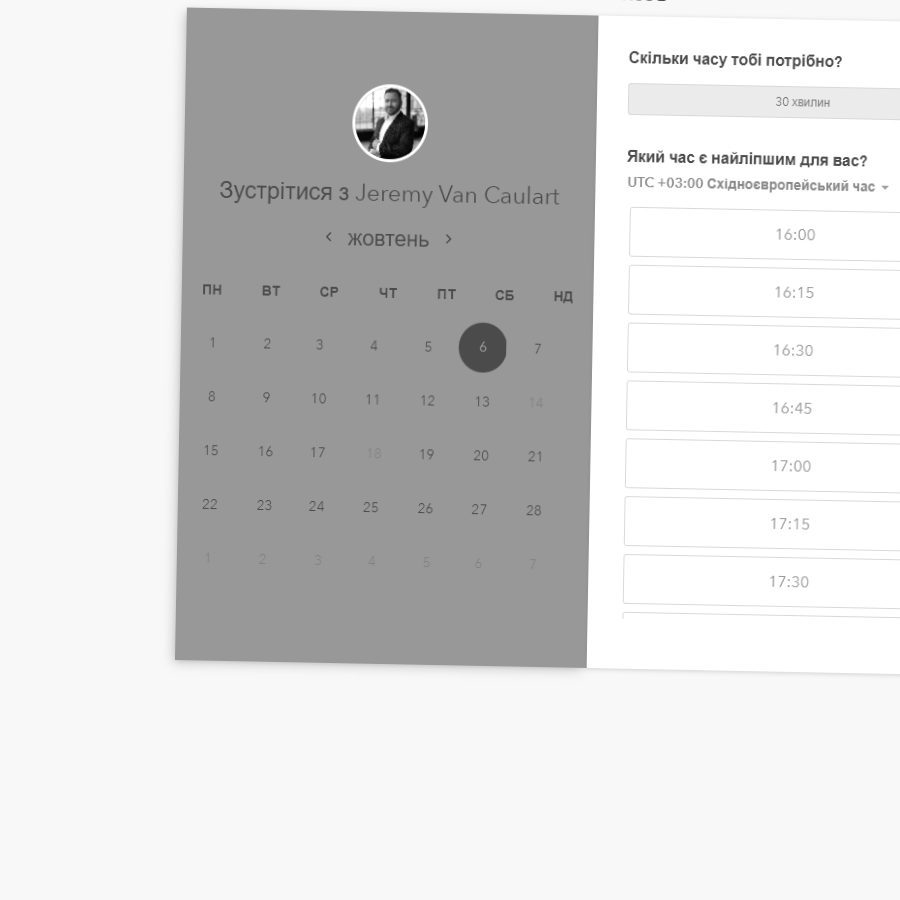 Зустрітися з Jeremy Van Caulart
жовтень
ПН ВТ СР ЧТ ПТ СБ НД
1 2 3 4 5 6 7
8 9 10 11 12 13 14
15 16 17 18 19 20 21
22 23 24 25 26 27 28
1 2 3 4 5 6 7
Скільки часу тобі потрібно?
30 хвилин
Який час є найліпшим для вас?
UTC +03:00 Східноєвропейський час
16:00
16:15
16:30
16:45
17:00
17:15
17:30